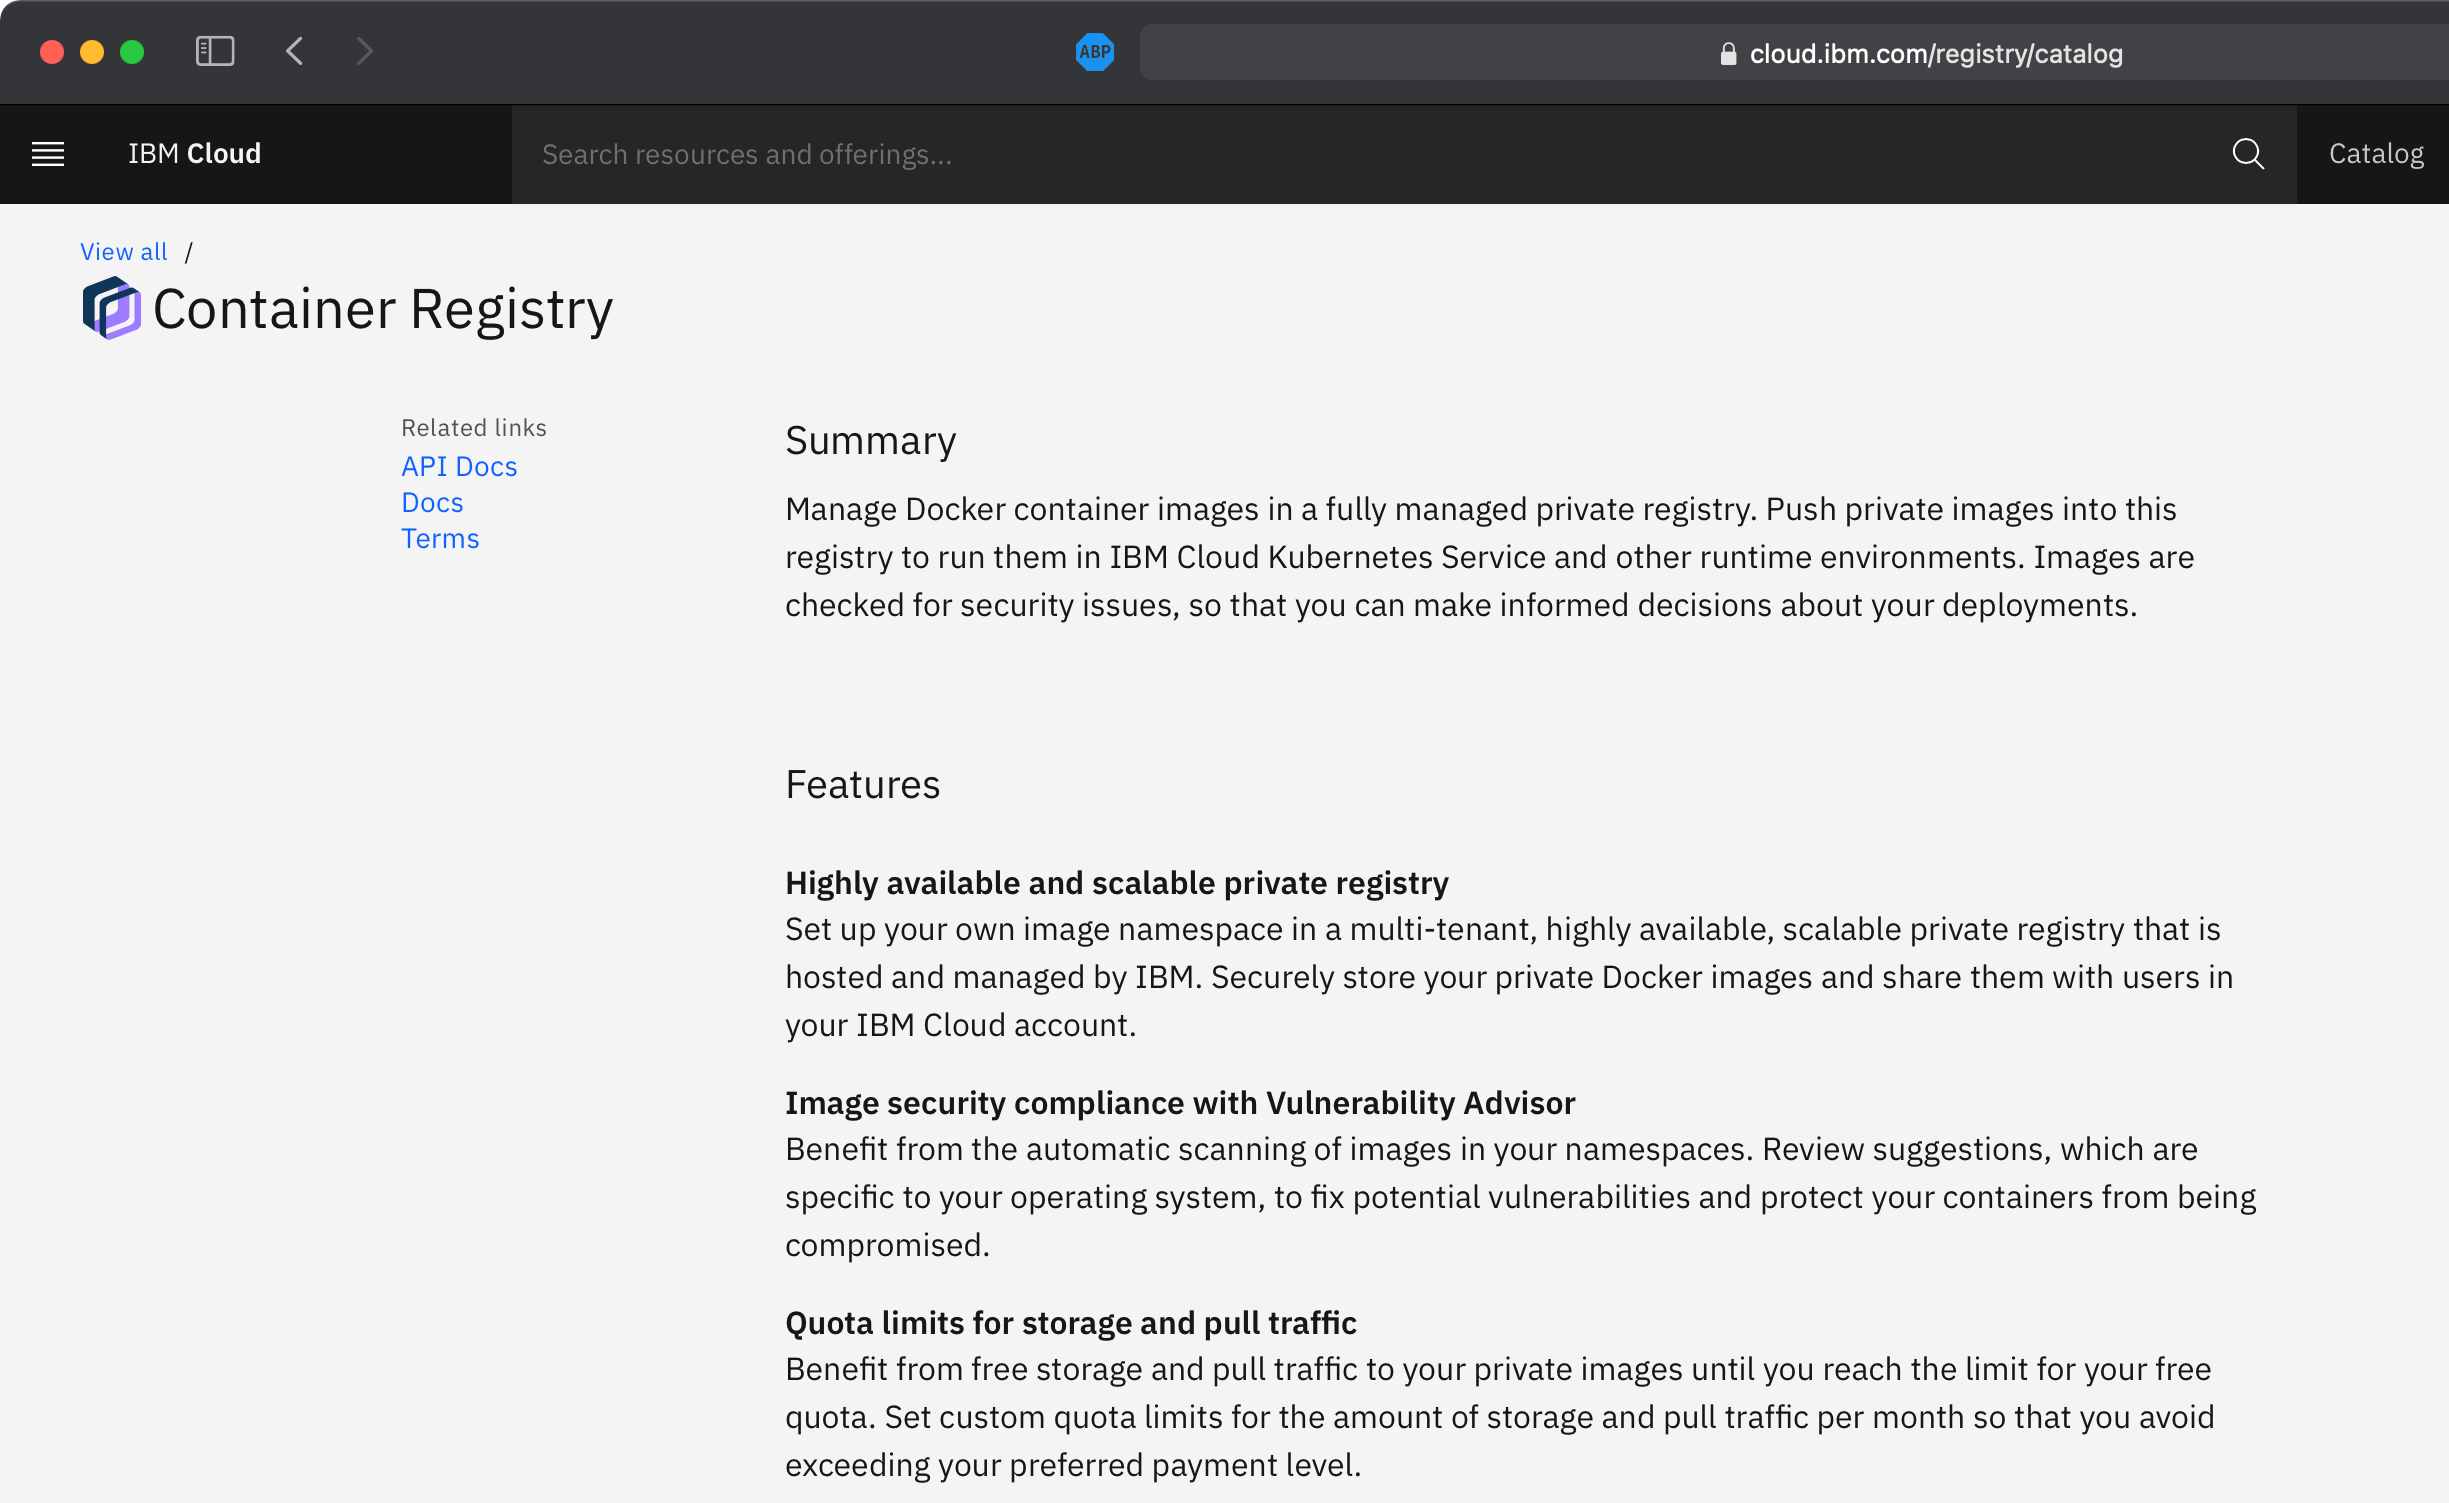 ABP
cloud.ibm.com/registry/catalog
IBM Cloud
Search resources and offerings...
Catalog
View all /
Container Registry
Related links
API Docs
Docs
Terms
Summary
Manage Docker container images in a fully managed private registry. Push private images into this
registry to run them in IBM Cloud Kubernetes Service and other runtime environments. Images are
checked for security issues, so that you can make informed decisions about your deployments.
Features
Highly available and scalable private registry
Set up your own image namespace in a multi-tenant, highly available, scalable private registry that is
hosted and managed by IBM. Securely store your private Docker images and share them with users in
your IBM Cloud account.
Image security compliance with Vulnerability Advisor
Benefit from the automatic scanning of images in your namespaces. Review suggestions, which are
specific to your operating system, to fix potential vulnerabilities and protect your containers from being
compromised.
Quota limits for storage and pull traffic
Benefit from free storage and pull traffic to your private images until you reach the limit for your free
quota. Set custom quota limits for the amount of storage and pull traffic per month so that you avoid
exceeding your preferred payment level.